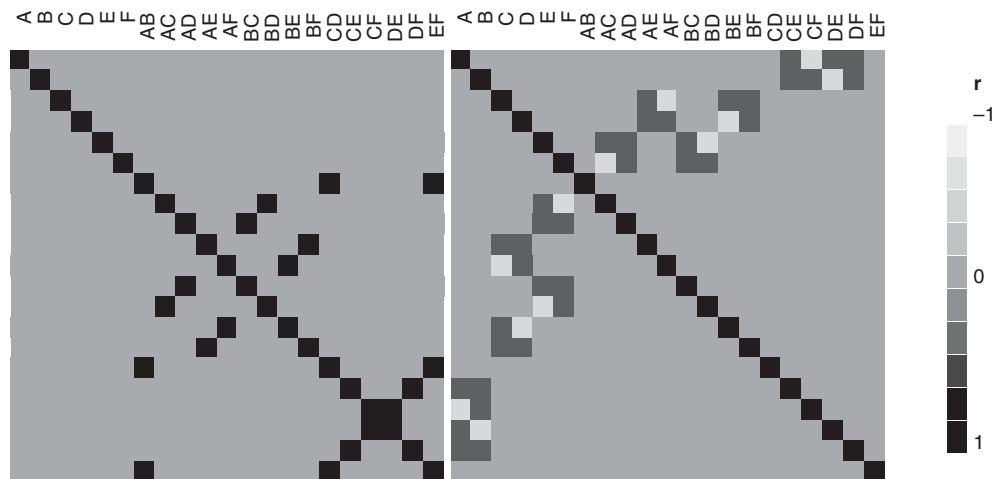 A B C D E F AB AC AD AE AF BC BD BE BF CD CE CF DE DF EF
A B C D E F AB AC AD AE AF BC BD BE BF CD CE CF DE DF EF
r
–1
0
1